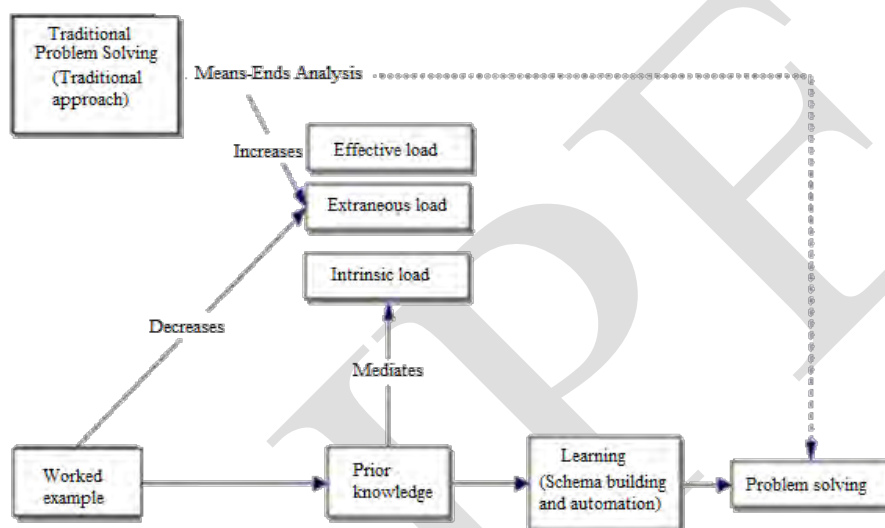 Traditional
Problem Solving
(Traditional
approach)
Means-Ends Analysis
Increases
Effective load
Extraneous load
Intrinsic load
Decreases
Mediates
Worked
example
Prior
knowledge
Learning
(Schema building
and automation)
Problem solving